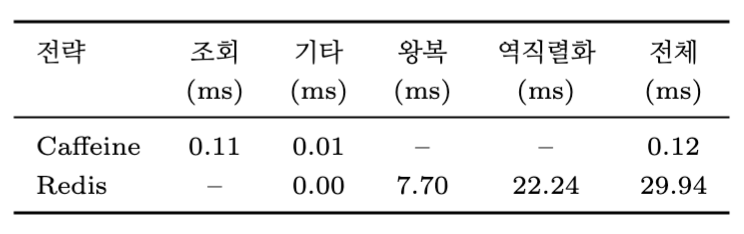 전략 조회 기타 왕복 역직렬화 전체
(ms) (ms) (ms) (ms) (ms)
Caffeine 0.11 0.01 – – 0.12
Redis – 0.00 7.70 22.24 29.94